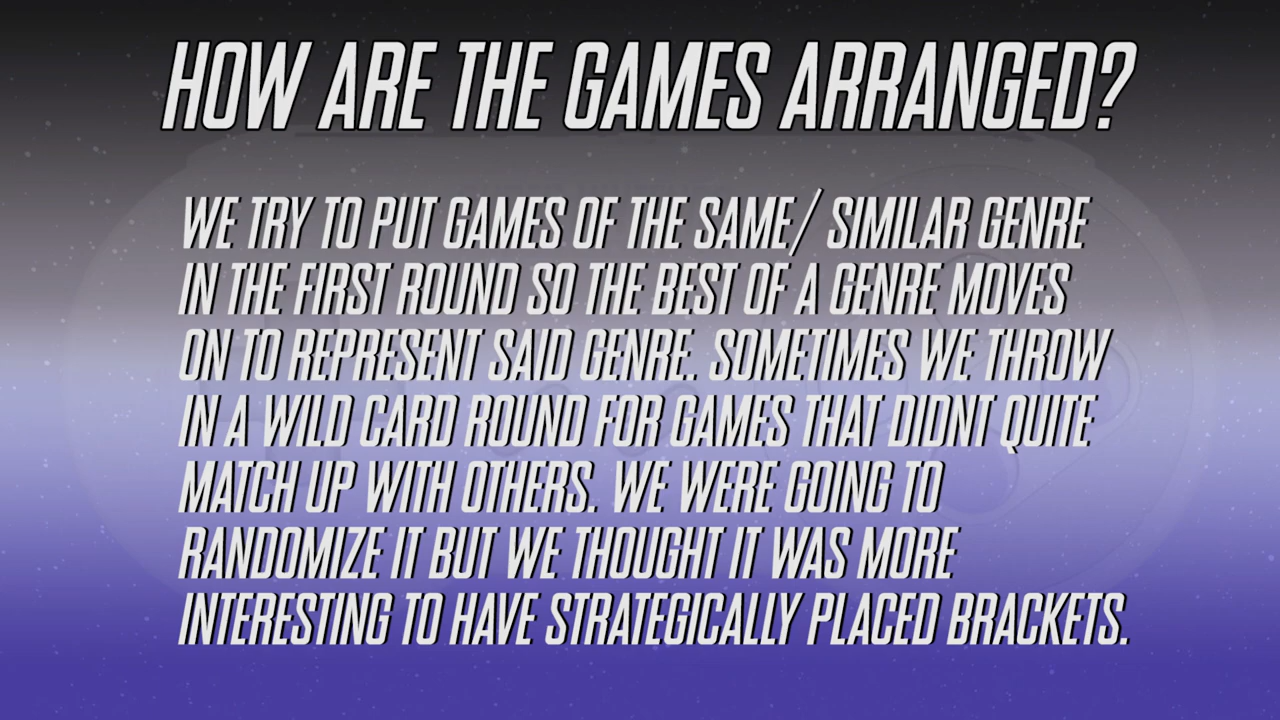 HOW ARE THE GAMES ARRANGED?
WE TRY TO PUT GAMES OF THE SAME/ SIMILAR GENRE
IN THE FIRST ROUND SO THE BEST OF A GENRE MOVES
ON TO REPRESENT SAID GENRE. SOMETIMES WE THROW
IN A WILD CARD ROUND FOR GAMES THAT DIDNT QUITE
MATCH UP WITH OTHERS. WE WERE GOING TO
RANDOMIZE IT BUT WE THOUGHT IT WAS MORE
INTERESTING TO HAVE STRATEGICALLY PLACED BRACKETS.